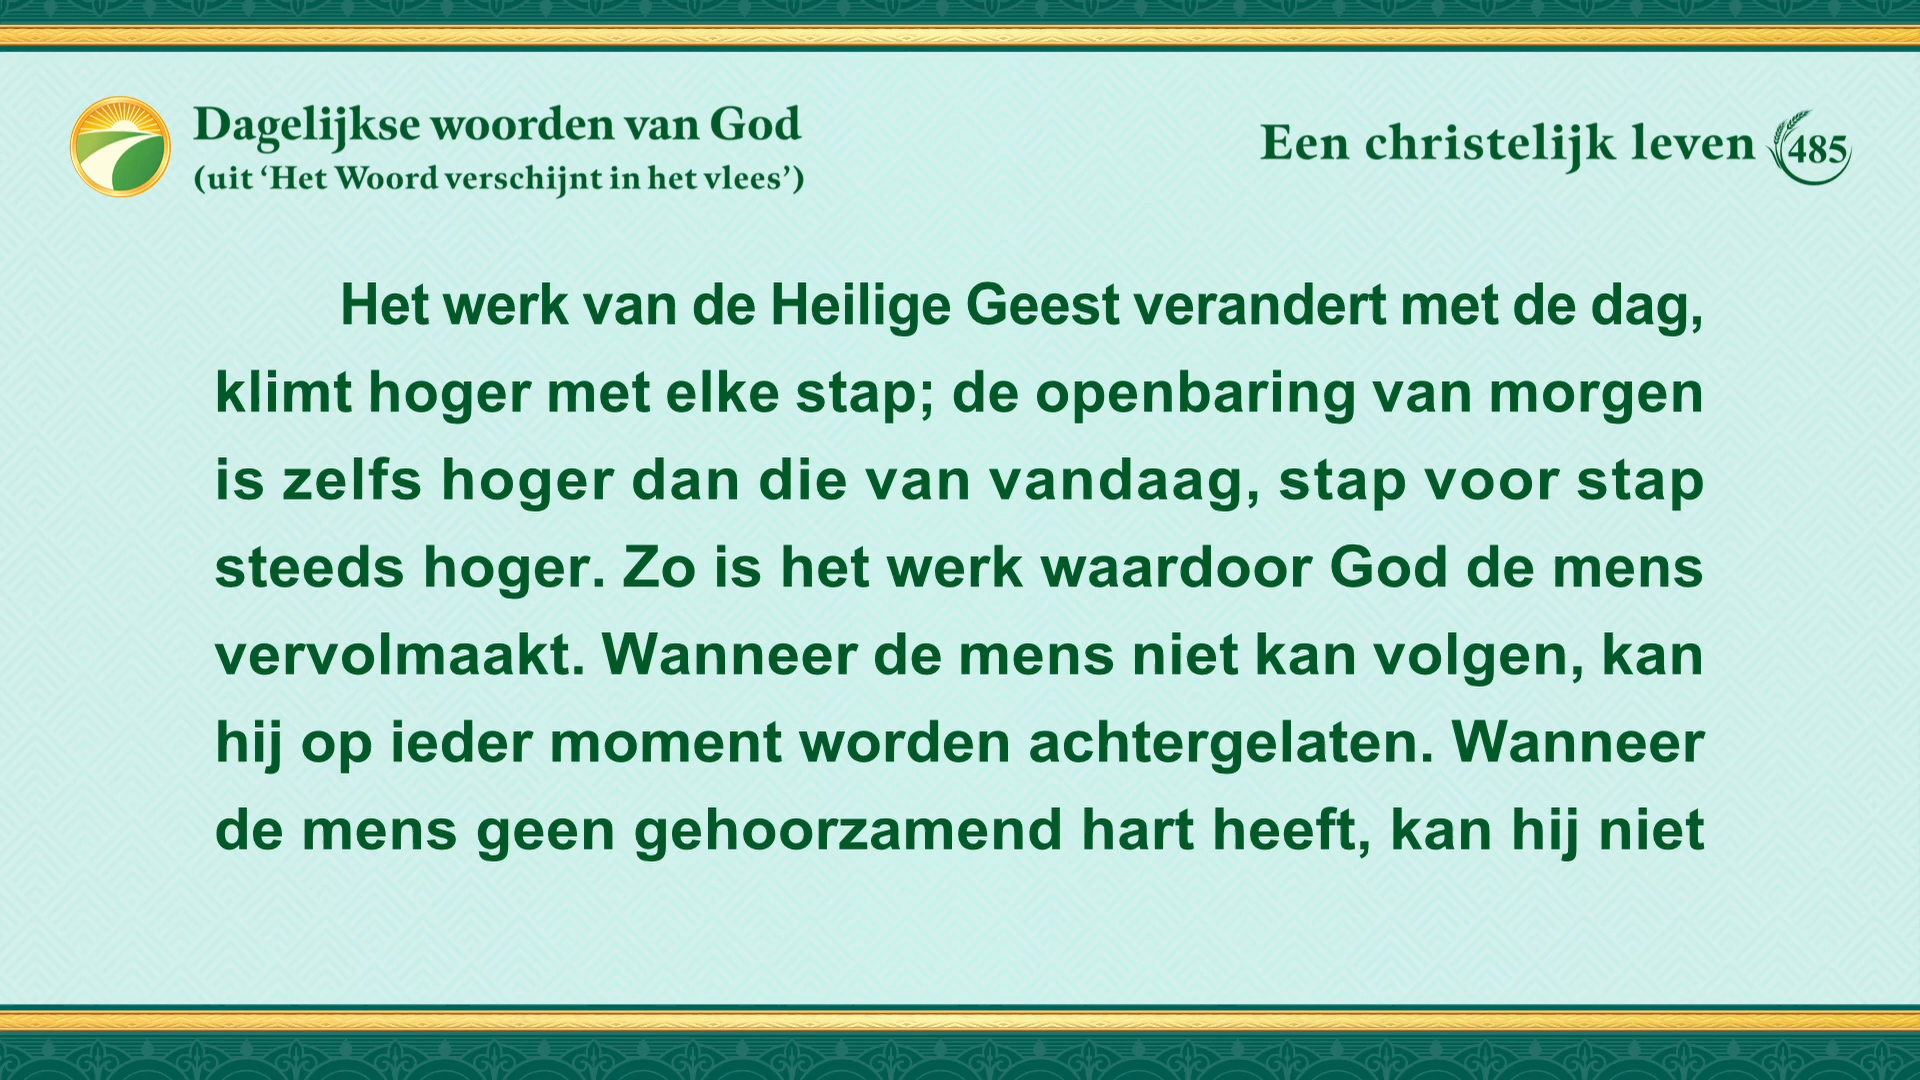 Dagelijkse woorden van God
(uit ‘Het Woord verschijnt in het vlees’)
Een christelijk leven 485
Het werk van de Heilige Geest verandert met de dag,
klimt hoger met elke stap; de openbaring van morgen
is zelfs hoger dan die van vandaag, stap voor stap
steeds hoger. Zo is het werk waardoor God de mens
vervolmaakt. Wanneer de mens niet kan volgen, kan
hij op ieder moment worden achtergelaten. Wanneer
de mens geen gehoorzamend hart heeft, kan hij niet